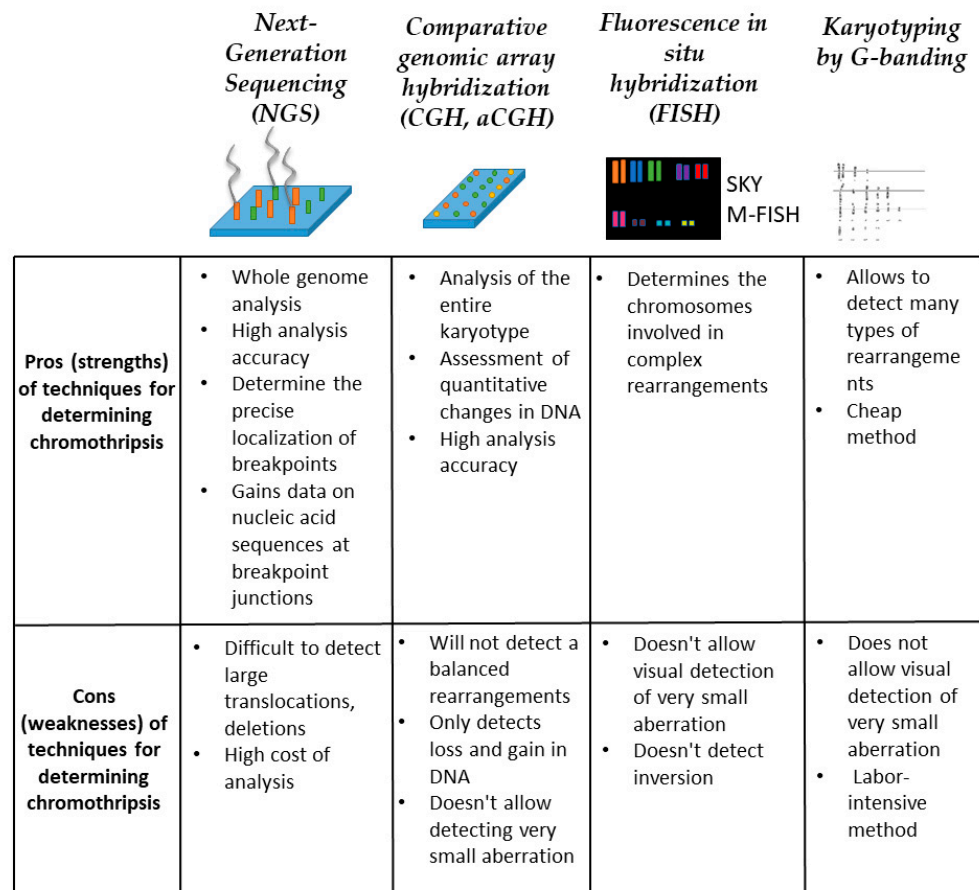 Next-
Generation
Sequencing
(NGS)
Comparative
genomic array
hybridization
(CGH, aCGH)
Fluorescence in
situ
hybridization
(FISH)
Karyotyping
by G-banding
SKY
M-FISH
Pros (strengths)
of techniques for
determining
chromothripsis
• Whole genome
analysis
• High analysis
accuracy
• Determine the
precise
localization of
breakpoints
• Gains data on
nucleic acid
sequences at
breakpoint
junctions
• Analysis of the
entire
karyotype
• Assessment of
quantitative
changes in DNA
• High analysis
accuracy
• Determines the
chromosomes
involved in
complex
rearrangements
• Allows to
detect many
types of
rearrangeme
nts
• Cheap
method
Cons
(weaknesses) of
techniques for
determining
chromothripsis
• Difficult to detect
large
translocations,
deletions
• High cost of
analysis
• Will not detect a
balanced
rearrangements
• Only detects
loss and gain in
DNA
• Doesn't allow
detecting very
small aberration
• Doesn't allow
visual detection
of very small
aberration
• Doesn't detect
inversion
• Does not
allow visual
detection of
very small
aberration
• Labor-
intensive
method